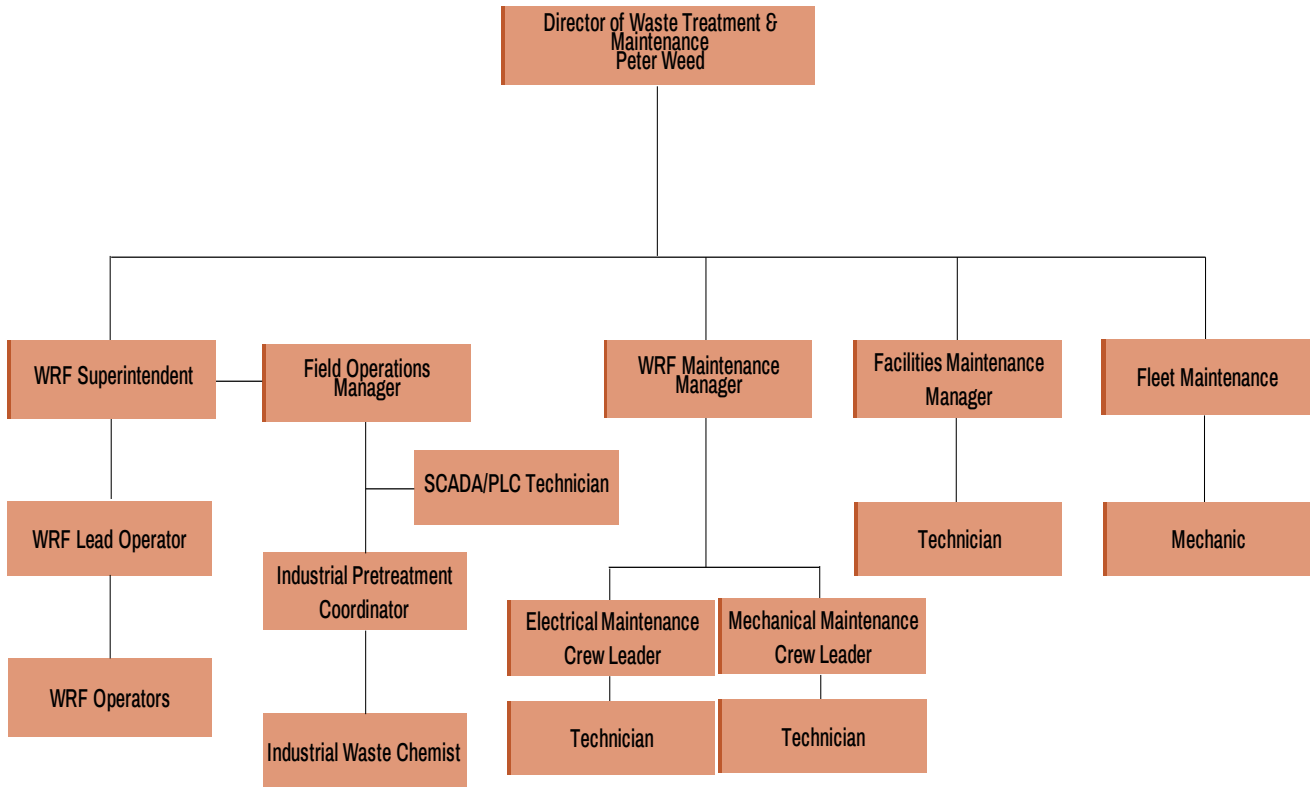 Director of Waste Treatment &
Maintenance
Peter Weed
WRF Superintendent
Field Operations
Manager
WRF Maintenance
Manager
Facilities Maintenance
Manager
Fleet Maintenance
SCADA/PLC Technician
WRF Lead Operator
Industrial Pretreatment
Coordinator
Technician
Mechanic
Electrical Maintenance
Crew Leader
Mechanical Maintenance
Crew Leader
WRF Operators
Industrial Waste Chemist
Technician
Technician